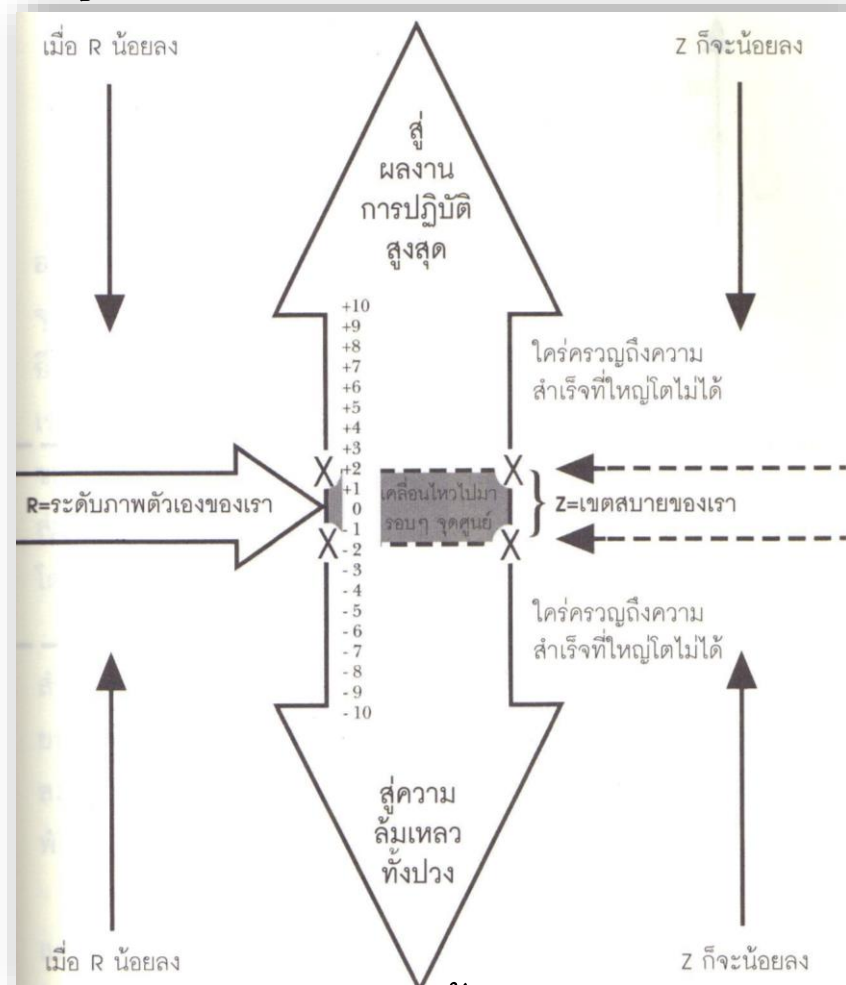 เมื่อ R น้อยลง
Z ก็จะน้อยลง
สู่
ผลงาน
การปฏิบัติ
สูงสุด
+10
+9
+8
+7
+6
+5
+4
+3
+2
+1
0
-1
-2
-3
-4
-5
-6
-7
-8
-9
-10
ใคร่ครวญถึงความ
สำเร็จที่ใหญ่โตไม่ได้
X
X
R=ระดับภาพตัวเองของเรา
เคลื่อนไหวไปมา
รอบๆ จุดศูนย์
Z=เขตสบายของเรา
X
X
ใคร่ครวญถึงความ
สำเร็จที่ใหญ่โตไม่ได้
สู่ความ
ล้มเหลว
ทั้งปวง
เมื่อ R น้อยลง
Z ก็จะน้อยลง